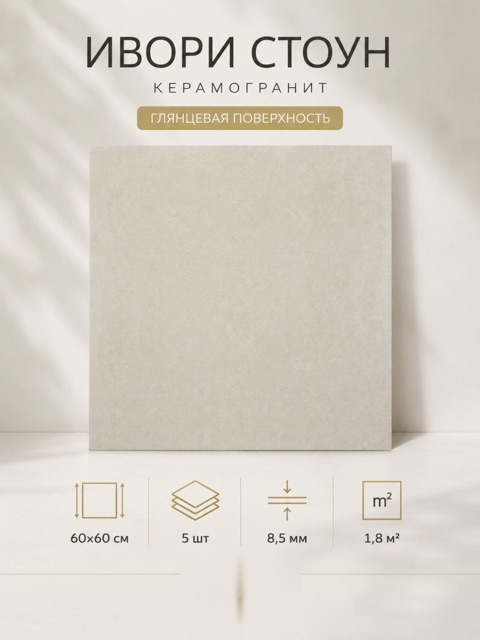 ИВОРИ СТОУН
КЕРАМОГРАНИТ
ГЛЯНЦЕВАЯ ПОВЕРХНОСТЬ
60×60 см
5 шт
8,5 мм
m²
1,8 м²